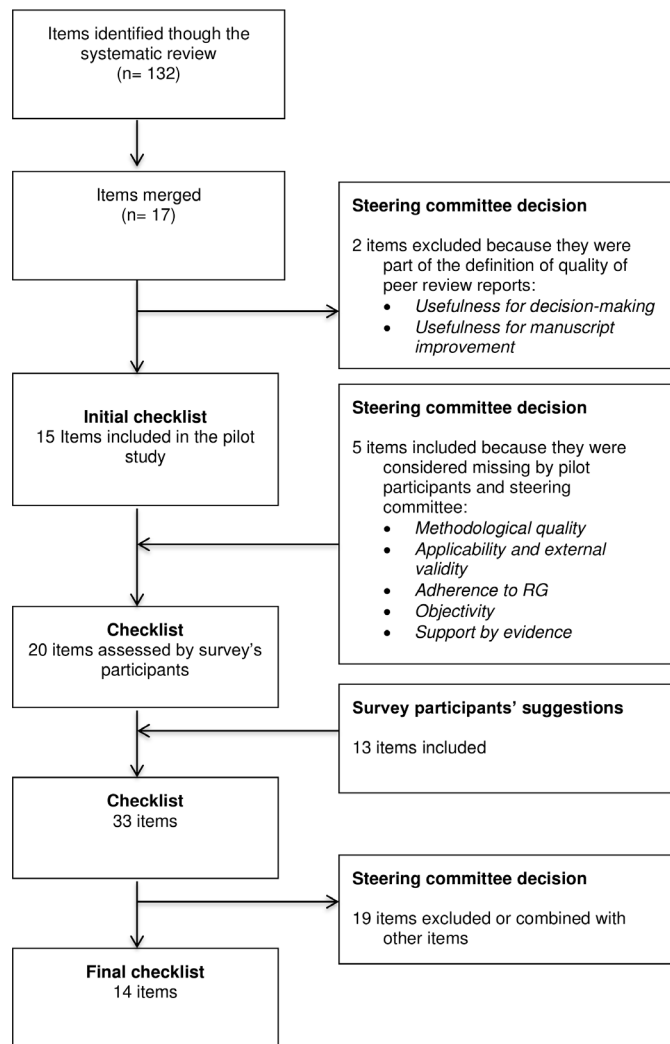 Items identified though the
systematic review
(n= 132)
Items merged
(n= 17)
Steering committee decision
2 items excluded because they were
part of the definition of quality of
peer review reports:
• Usefulness for decision-making
• Usefulness for manuscript
improvement
Initial checklist
15 Items included in the pilot
study
Steering committee decision
5 items included because they were
considered missing by pilot
participants and steering
committee:
• Methodological quality
• Applicability and external
validity
• Adherence to RG
• Objectivity
• Support by evidence
Checklist
20 items assessed by survey’s
participants
Survey participants’ suggestions
13 items included
Checklist
33 items
Steering committee decision
19 items excluded or combined with
other items
Final checklist
14 items